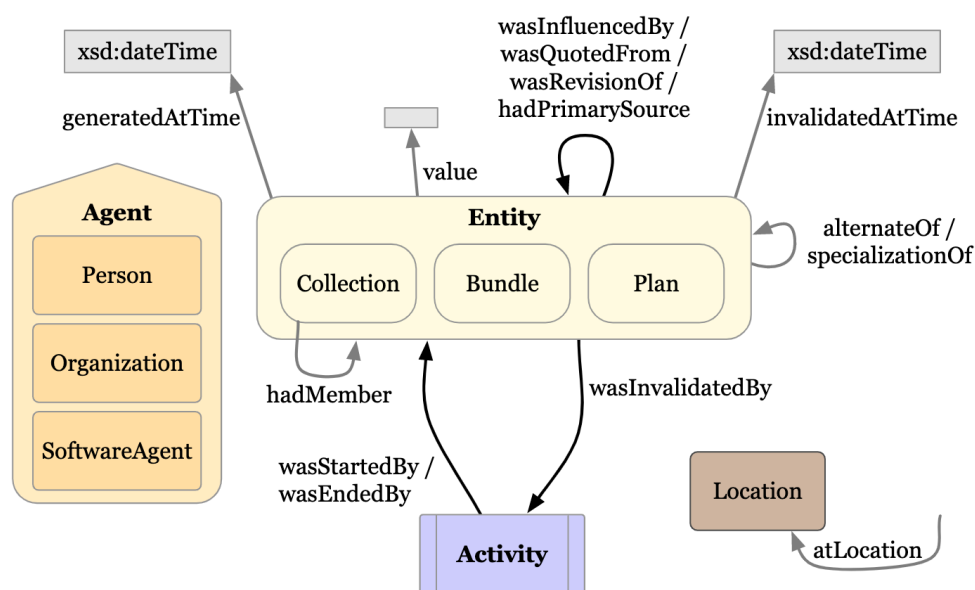 wasInfluencedBy /
wasQuotedFrom /
wasRevisionOf /
hadPrimarySource
xsd:dateTime
xsd:dateTime
generatedAtTime
invalidatedAtTime
value
Agent
Person
Organization
SoftwareAgent
Entity
Collection
Bundle
Plan
alternateOf /
specializationOf
hadMember
wasInvalidatedBy
wasStartedBy /
wasEndedBy
Activity
Location
atLocation